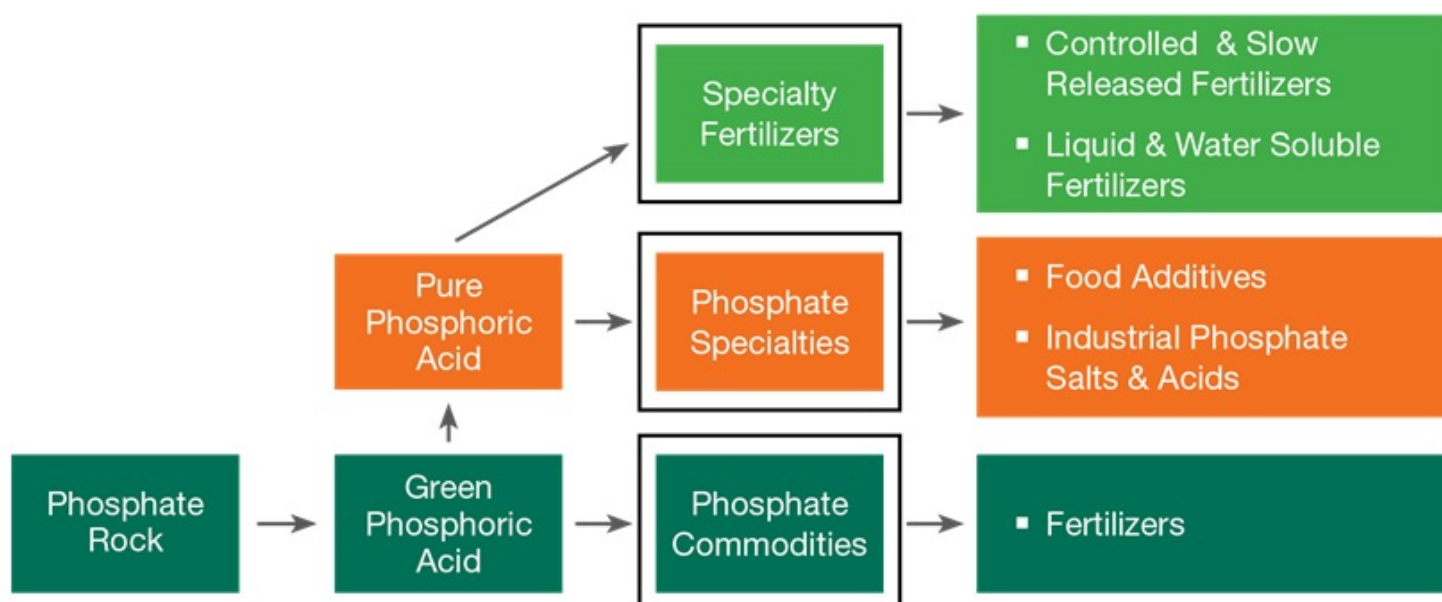 Specialty
Fertilizers
▪ Controlled & Slow
Released Fertilizers
▪ Liquid & Water Soluble
Fertilizers
Pure
Phosphoric
Acid
Phosphate
Specialties
▪ Food Additives
▪ Industrial Phosphate
Salts & Acids
Phosphate
Rock
Green
Phosphoric
Acid
Phosphate
Commodities
▪ Fertilizers